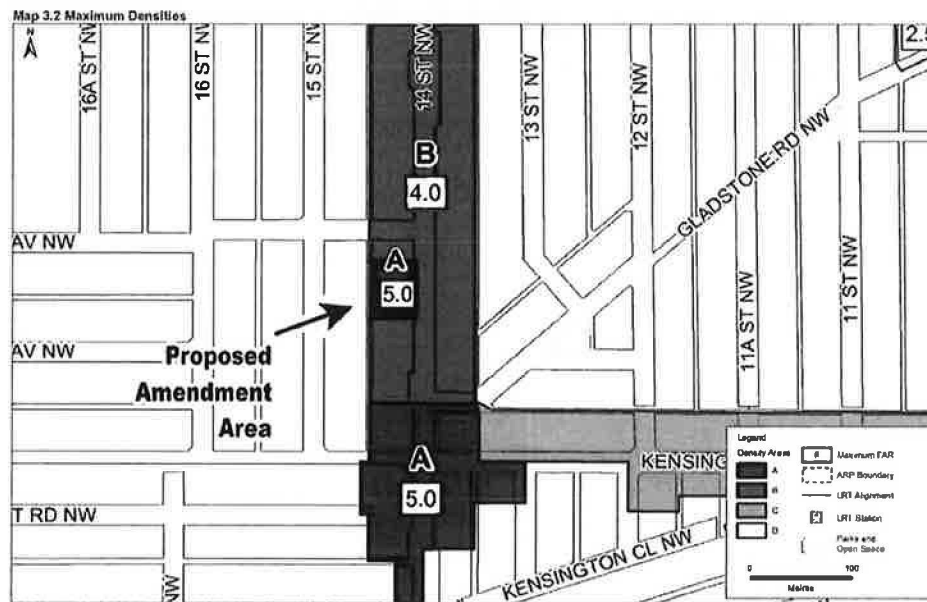 Map 3.2 Maximum Densities
N
16A ST NW
16 ST NW
15 ST NW
14 ST NW
13 ST NW
12 ST NW
2.5
GLADSTONE RD NW
B
4.0
AV NW
A
5.0
11A ST NW
11 ST NW
AV NW
Proposed
Amendment
Area
A
5.0
T RD NW
NW
KENSINGTON CL NW
KENSING
Legend
Density Areas
A
B
C
D
# Maximum FAR
ARP Boundary
LRT Alignment
LRT Station
Parks and
Open Space
0 100
Metres